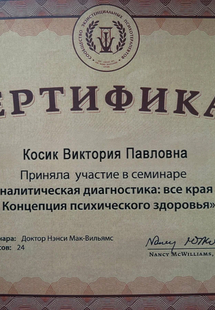 ЕРТИФИКА
Косик Виктория Павловна
Приняла участие в семинаре
налитическая диагностика: все края
Концепция психического здоровья»
нара: Доктор Нэнси Мак-Вильямс,
сов: 24
NANCY MCWILLIAMS,